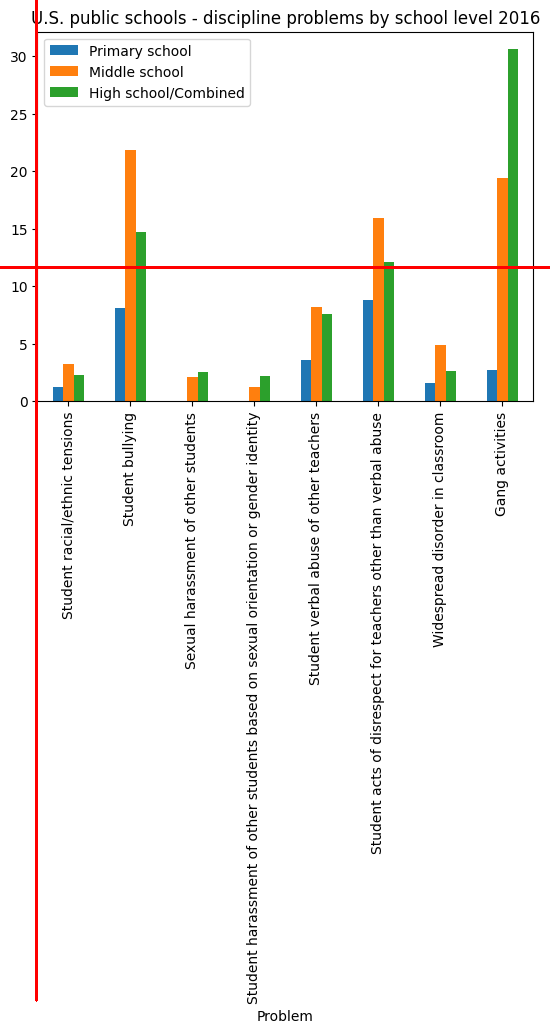 U.S. public schools - discipline problems by school level 2016
Primary school
Middle school
High school/Combined
30
25
20
15
10
5
0
Student racial/ethnic tensions
Student bullying
Sexual harassment of other students
Student harassment of other students based on sexual orientation or gender identity
Student verbal abuse of other teachers
Student acts of disrespect for teachers other than verbal abuse
Widespread disorder in classroom
Gang activities
Problem